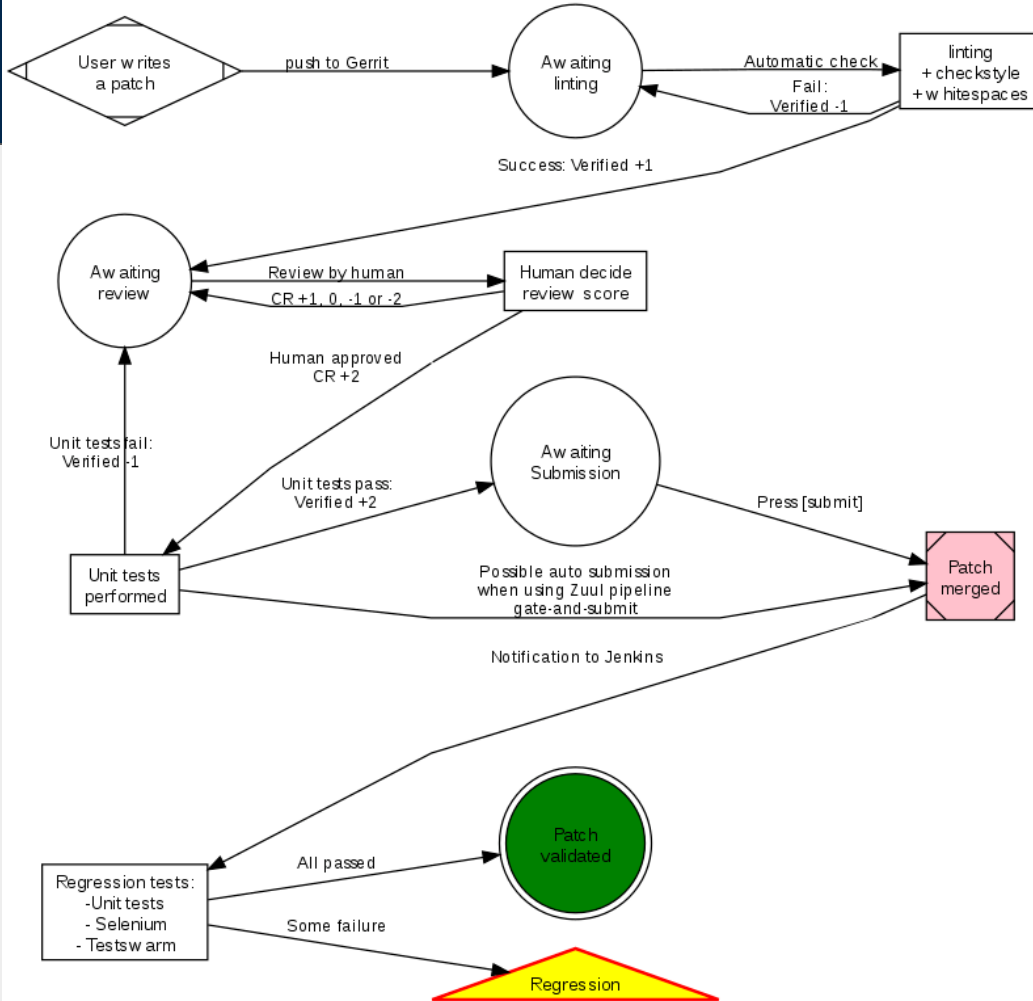 User writes
a patch
push to Gerrit
Awaiting
linting
Automatic check
Fail:
Verified -1
linting
+ checkstyle
+ whitespaces
Success: Verified +1
Awaiting
review
Review by human
CR +1, 0, -1 or -2
Human decide
review score
Human approved
CR +2
Unit tests fail:
Verified -1
Unit tests pass:
Verified +2
Awaiting
Submission
Press [submit]
Unit tests
performed
Possible auto submission
when using Zuul pipeline
gate-and-submit
Patch
merged
Notification to Jenkins
Patch
validated
All passed
Regression tests:
-Unit tests
- Selenium
- Testswarm
Some failure
Regression